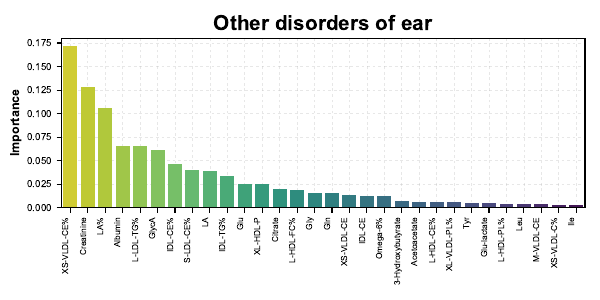 Other disorders of ear
Importance
0.175
0.150
0.125
0.100
0.075
0.050
0.025
0.000
XS-VLDL-CE%
Creatinine
LA%
Albumin
L-LDL-TG%
GlycA
IDL-CE%
S-LDL-CE%
LA
IDL-TG%
Glu
XL-HDL-P
Citrate
L-HDL-FC%
Gly
Gln
XS-VLDL-CE
IDL-CE
Omega-6%
3-Hydroxybutyrate
Acetoacetate
L-HDL-CE%
XL-VLDL-PL%
Tyr
Glu-lactate
L-HDL-PL%
Leu
M-VLDL-CE
XS-VLDL-C%
Ile